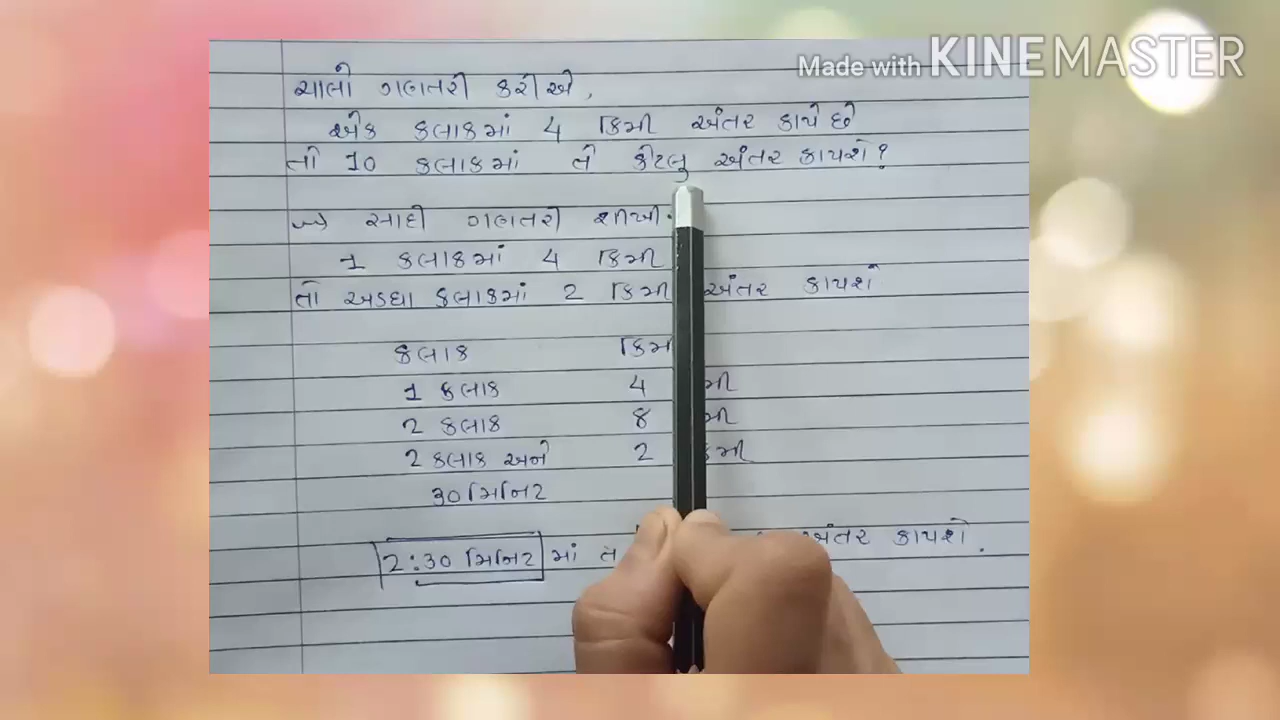 Made with KINEMASTER
ચાલો ગણતરી કરીએ,
એક કલાકમાં 4 કિમી અંતર કાપે છે
તો 10 કલાકમાં તે કેટલુ અંતર કાપશે?
સાદી ગણતરી શીખી.
1 કલાકમાં 4 કિમી
તો અડધા કલાકમાં 2 કિમી અંતર કાપશે
કલાક કિમ
1 કલાક 4 મી
2 કલાક 8 મી
2 કલાક અને 2 મી
30 મિનિટ
2:30 મિનિટ માં ત અંતર કાપશે.